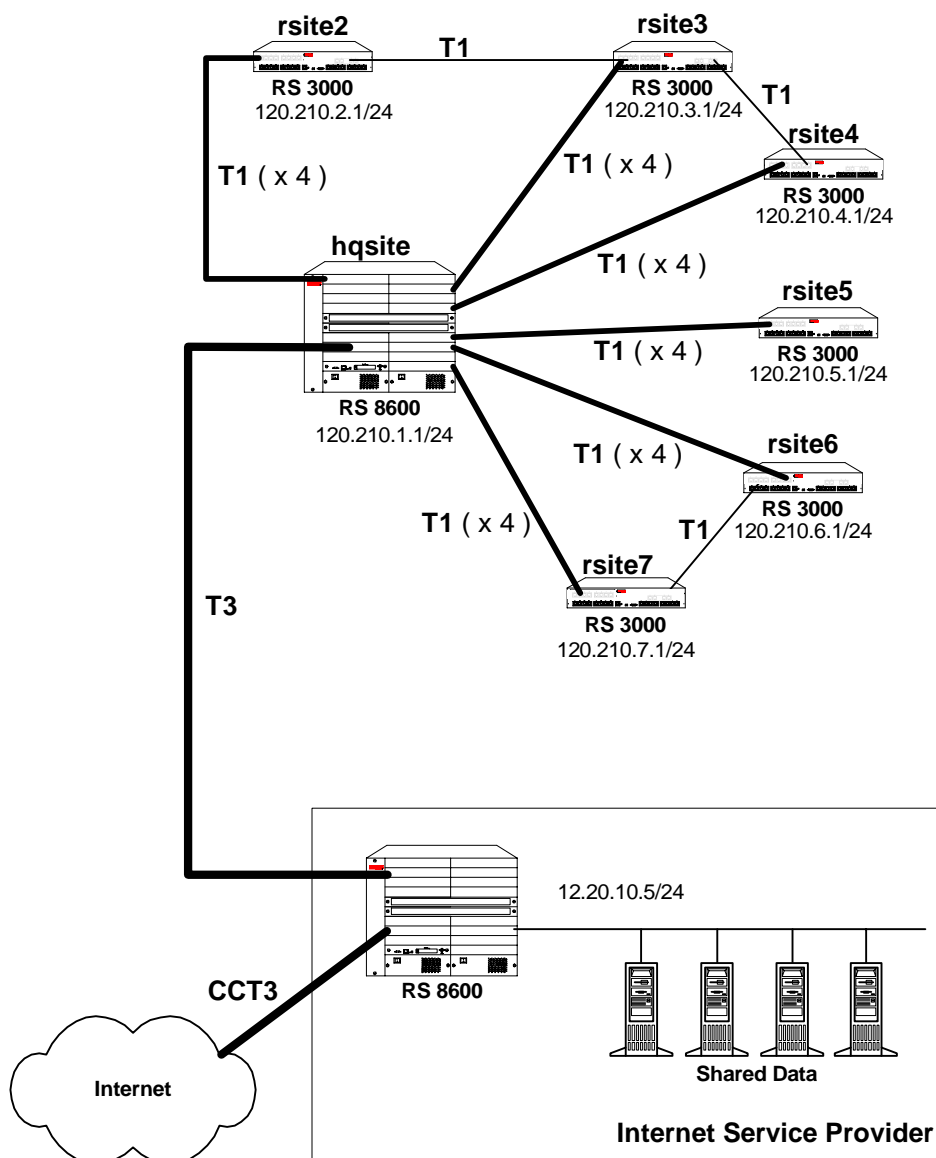 rsite2
rsite3
T1
RS 3000
120.210.2.1/24
RS 3000
120.210.3.1/24
T1
rsite4
T1 ( x 4 )
T1 ( x 4 )
RS 3000
120.210.4.1/24
hqsite
T1 ( x 4 )
rsite5
T1 ( x 4 )
RS 3000
120.210.5.1/24
RS 8600
120.210.1.1/24
rsite6
T1 ( x 4 )
RS 3000
120.210.6.1/24
T1 ( x 4 )
T1
rsite7
T3
RS 3000
120.210.7.1/24
12.20.10.5/24
RS 8600
CCT3
Internet
Shared Data
Internet Service Provider